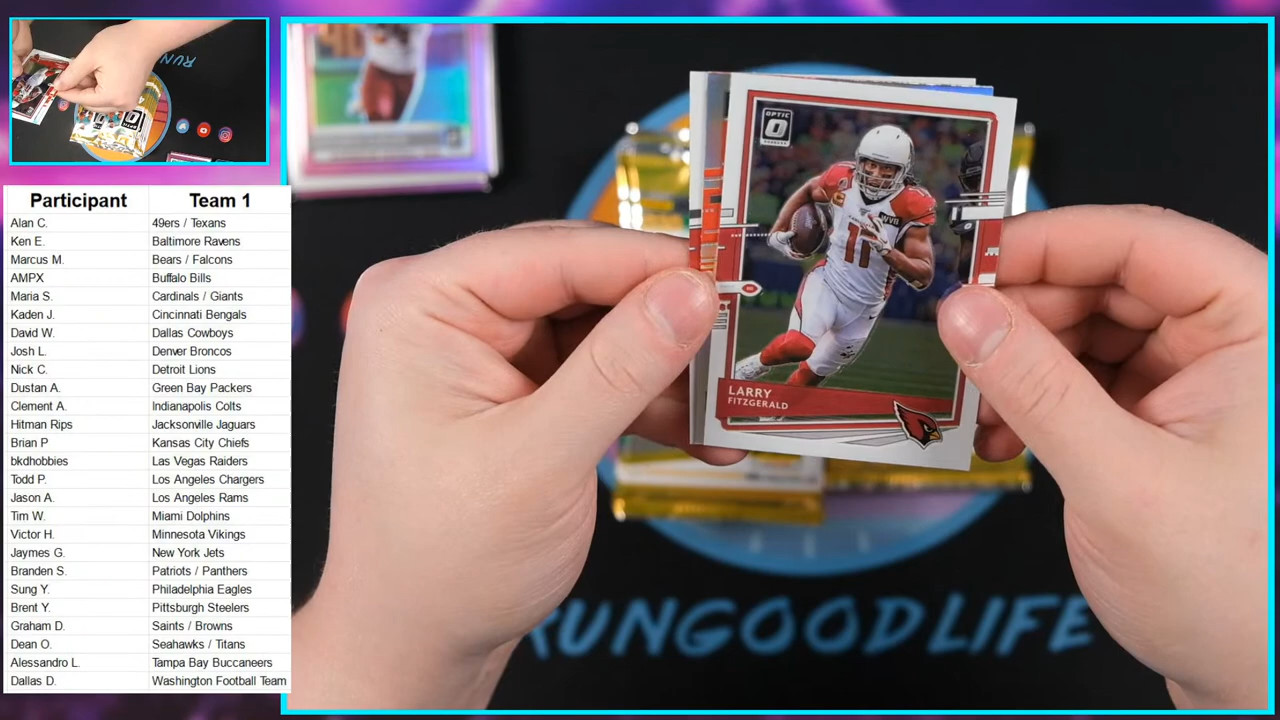 Participant Team 1
Alan C. 49ers / Texans
Ken E. Baltimore Ravens
Marcus M. Bears / Falcons
AMPX Buffalo Bills
Maria S. Cardinals / Giants
Kaden J. Cincinnati Bengals
David W. Dallas Cowboys
Josh L. Denver Broncos
Nick C. Detroit Lions
Dustan A. Green Bay Packers
Clement A. Indianapolis Colts
Hitman Rips Jacksonville Jaguars
Brian P Kansas City Chiefs
bkdhobbies Las Vegas Raiders
Todd P. Los Angeles Chargers
Jason A. Los Angeles Rams
Tim W. Miami Dolphins
Victor H. Minnesota Vikings
Jaymes G. New York Jets
Branden S. Patriots / Panthers
Sung Y. Philadelphia Eagles
Brent Y. Pittsburgh Steelers
Graham D. Saints / Browns
Dean O. Seahawks / Titans
Alessandro L. Tampa Bay Buccaneers
Dallas D. Washington Football Team
OPTIC
O
WVII
11
LARRY
FITZGERALD
RUNGOODLIFE